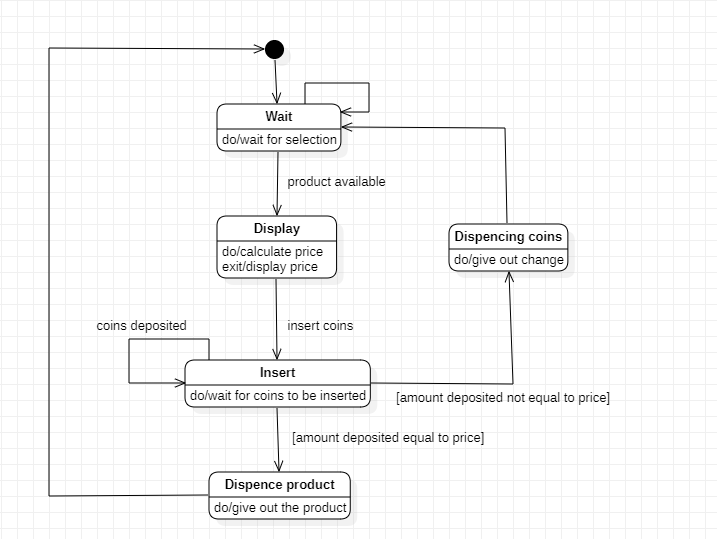 Wait
do/wait for selection
product available
Display
do/calculate price
exit/display price
Dispencing coins
do/give out change
coins deposited
insert coins
Insert
do/wait for coins to be inserted
[amount deposited not equal to price]
[amount deposited equal to price]
Dispence product
do/give out the product